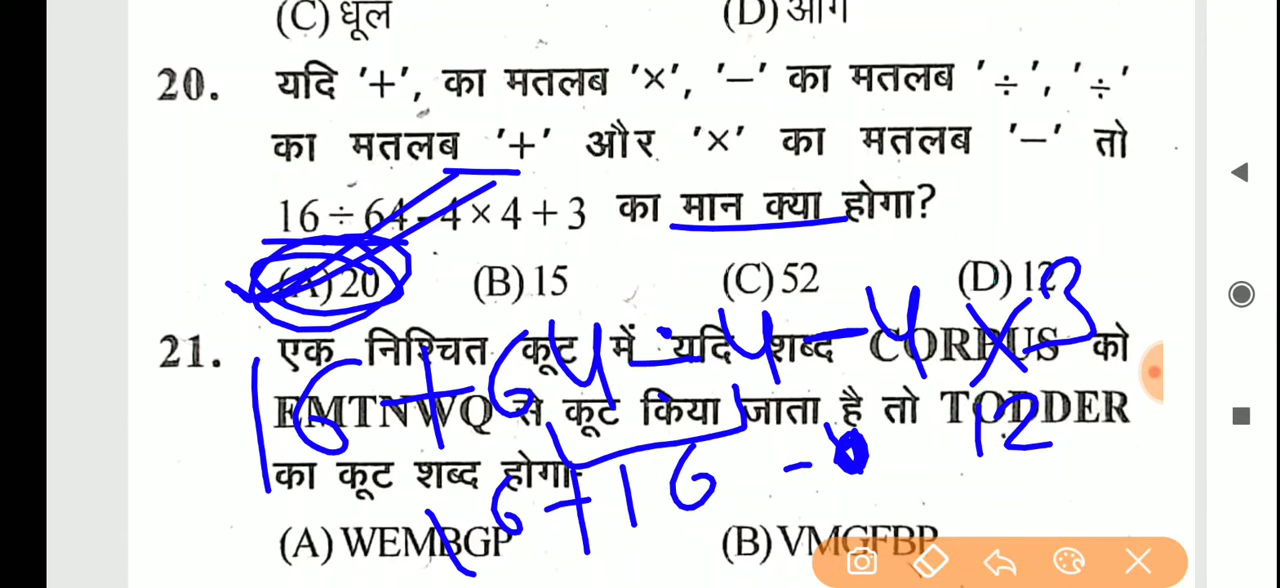 (C) धूल (D) आग
20. यदि '+', का मतलब '×', '−' का मतलब '÷', '÷'
का मतलब '+' और '×' का मतलब '−' तो
16 ÷ 64 - 4 × 4 + 3 का मान क्या होगा?
(A) 20 (B) 15 (C) 52 (D) 12
16 + 64 ÷ 4 − 4 × 3
21. एक निश्चित कूट में यदि शब्द CORPUS को
EMTNWQ से कूट किया जाता है तो TODDER
12
का कूट शब्द होगा-
16 + 16 -
(A) WEMBGP (B) VMGFBP